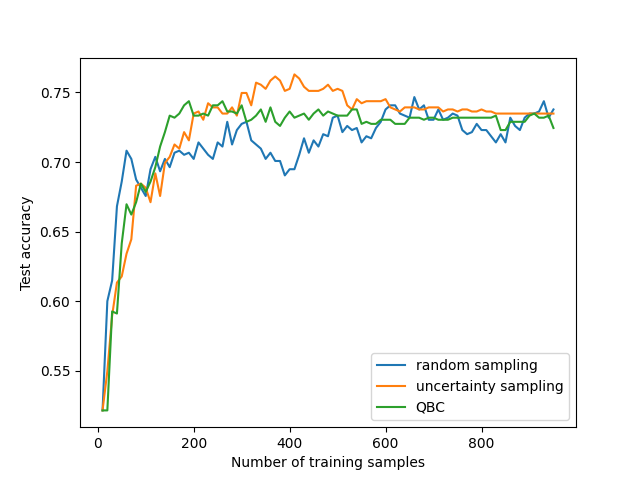 0.75
0.70
0.65
0.60
0.55
Test accuracy
0
200
400
600
800
Number of training samples
random sampling
uncertainty sampling
QBC